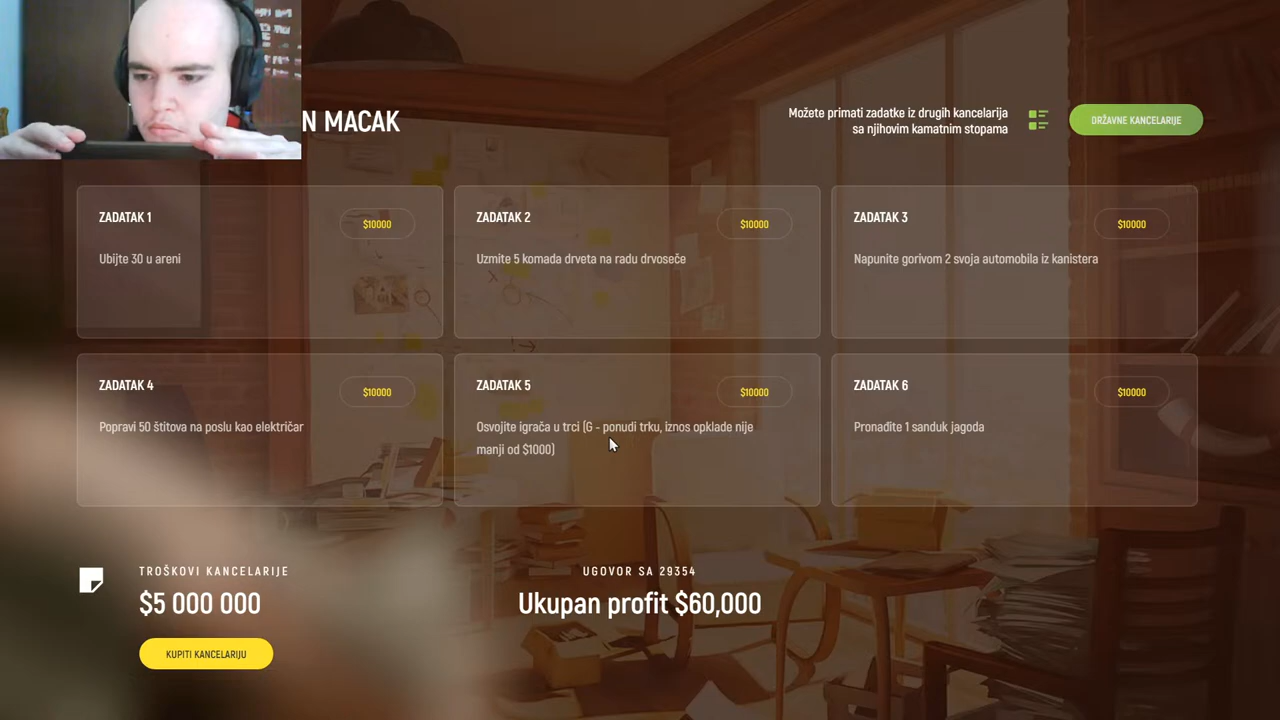 N MACAK
Možete primati zadatke iz drugih kancelarija
sa njihovim kamatnim stopama
DRŽAVNE KANCELARIJE
ZADATAK 1
$10000
Ubijte 30 u areni
ZADATAK 2
$10000
Uzmite 5 komada drveta na radu drvoseče
ZADATAK 3
$10000
Napunite gorivom 2 svoja automobila iz kanistera
ZADATAK 4
$10000
Popravi 50 štitova na poslu kao električar
ZADATAK 5
$10000
Osvojite igrača u trci (G - ponudi trku, iznos opklade nije
manji od $1000)
ZADATAK 6
$10000
Pronađite 1 sanduk jagoda
TROŠKOVI KANCELARIJE
$5 000 000
KUPITI KANCELARIJU
UGOVOR SA 29354
Ukupan profit $60,000